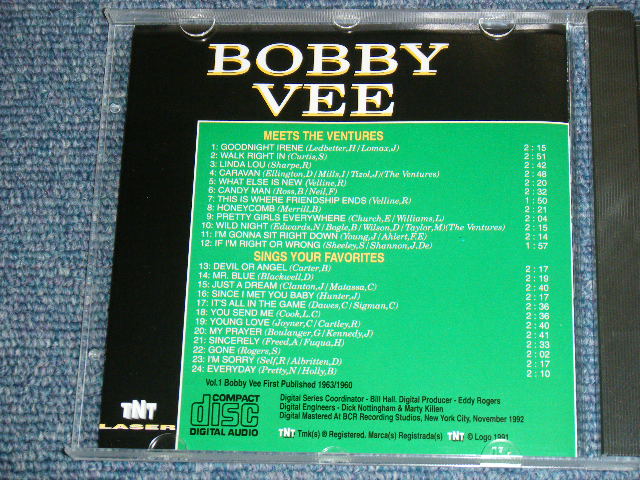 BOBBY
VEE
MEETS THE VENTURES
1: GOODNIGHT IRENE (Ledbetter,H/Lomax,J) 2 : 15
2: WALK RIGHT IN (Curtis,S) 2 : 51
3: LINDA LOU (Sharpe,R) 2 : 42
4: CARAVAN (Ellington,D/Mills,I/Tizol,J)(The Ventures) 2 : 48
5: WHAT ELSE IS NEW (Velline,R) 2 : 20
6: CANDY MAN (Ross,B/Neil,F) 2 : 32
7: THIS IS WHERE FRIENDSHIP ENDS (Velline,R) 1 : 50
8: HONEYCOMB (Merrill,B) 2 : 21
9: PRETTY GIRLS EVERYWHERE (Church,E/Williams,L) 2 : 04
10: WILD NIGHT (Edwards,N/Bogle,B/Wilson,D/Taylor,M)(The Ventures) 2 : 15
11: I'M GONNA SIT RIGHT DOWN (Young,J/Ahlert,F,E) 2 : 14
12: IF I'M RIGHT OR WRONG (Sheeley,S/Shannon,J,De) 1 : 57
SINGS YOUR FAVORITES
13: DEVIL OR ANGEL (Carter,B) 2 : 17
14: MR. BLUE (Blackwell,D) 2 : 19
15: JUST A DREAM (Clanton,J/Matassa,C) 2 : 40
16: SINCE I MET YOU BABY (Hunter,J) 2 : 17
17: IT'S ALL IN THE GAME (Dawes,C/Sigman,C) 2 : 36
18: YOU SEND ME (Cook,L.C) 2 : 36
19: YOUNG LOVE (Joyner,C/Cartley,R) 2 : 40
20: MY PRAYER (Boulanger,G/Kennedy,J) 2 : 41
21: SINCERELY (Freed,A/Fuqua,H) 2 : 33
22: GONE (Rogers,S) 2 : 02
23: I'M SORRY (Self,R/Albritten,D) 2 : 17
24: EVERYDAY (Pretty,N/Holly,B) 2 : 10
Vol.1 Bobby Vee First Published 1963/1960
COMPACT
disc
DIGITAL AUDIO
Digital Series Coordinator - Bill Hall. Digital Producer - Eddy Rogers
Digital Engineers - Dick Nottingham & Marty Killen
Digital Mastered At BCR Recording Studios, New York City, November 1992
TNT Tmk(s) ® Registered. Marca(s) Registrada(s) TNT © Logo 1991
TNT
LASER